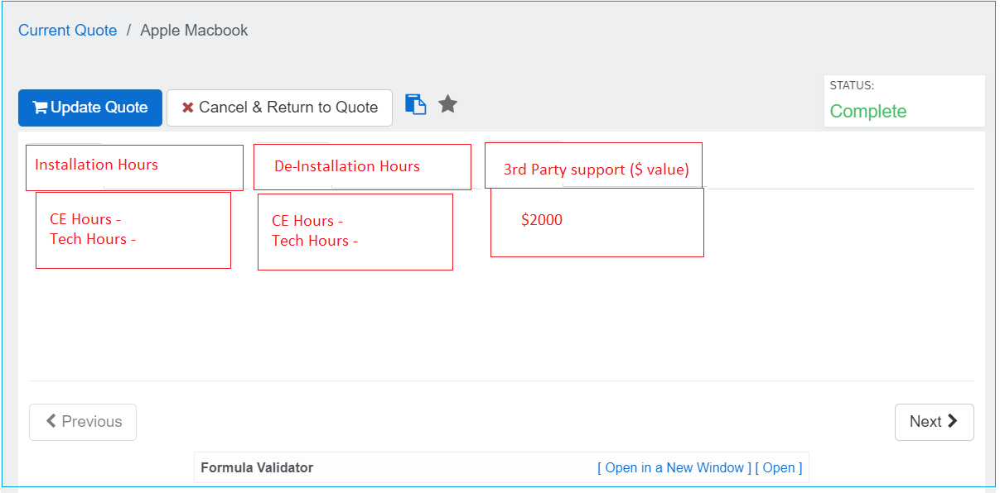 Current Quote / Apple Macbook
STATUS:
Complete
Update Quote
Cancel & Return to Quote
Installation Hours
De-Installation Hours
3rd Party support ($ value)
CE Hours -
Tech Hours -
CE Hours -
Tech Hours -
$2000
Previous
Next
Formula Validator
[ Open in a New Window ] [ Open ]